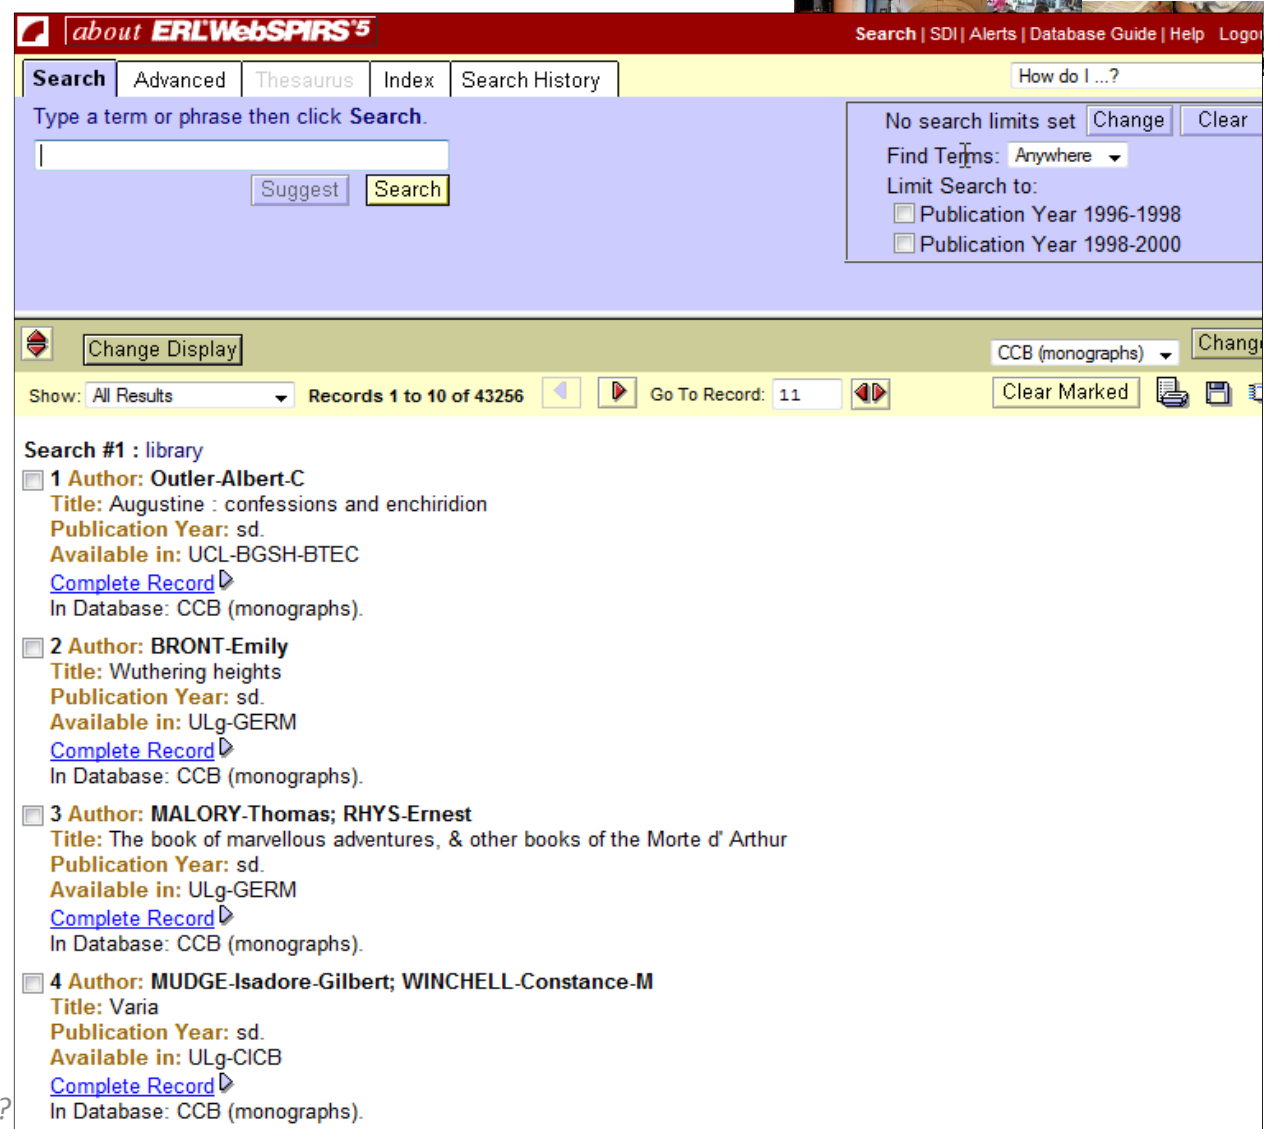 about ERL WebSPIRS 5
Search | SDI | Alerts | Database Guide | Help
Search Advanced Thesaurus Index Search History
How do I ...?
Type a term or phrase then click Search.
No search limits set Change Clear
Find Terms: Anywhere
Suggest Search
Limit Search to:
Publication Year 1996-1998
Publication Year 1998-2000
Change Display
CCB (monographs)
Show: All Results Records 1 to 10 of 43256 Go To Record: 11 Clear Marked
Search #1 : library
1 Author: Outler-Albert-C
Title: Augustine : confessions and enchiridion
Publication Year: sd.
Available in: UCL-BGSH-BTEC
Complete Record
In Database: CCB (monographs).
2 Author: BRONT-Emily
Title: Wuthering heights
Publication Year: sd.
Available in: ULg-GERM
Complete Record
In Database: CCB (monographs).
3 Author: MALORY-Thomas; RHYS-Ernest
Title: The book of marvellous adventures, & other books of the Morte d' Arthur
Publication Year: sd.
Available in: ULg-GERM
Complete Record
In Database: CCB (monographs).
4 Author: MUDGE-Isadore-Gilbert; WINCHELL-Constance-M
Title: Varia
Publication Year: sd.
Available in: ULg-CICB
Complete Record
?
In Database: CCB (monographs).